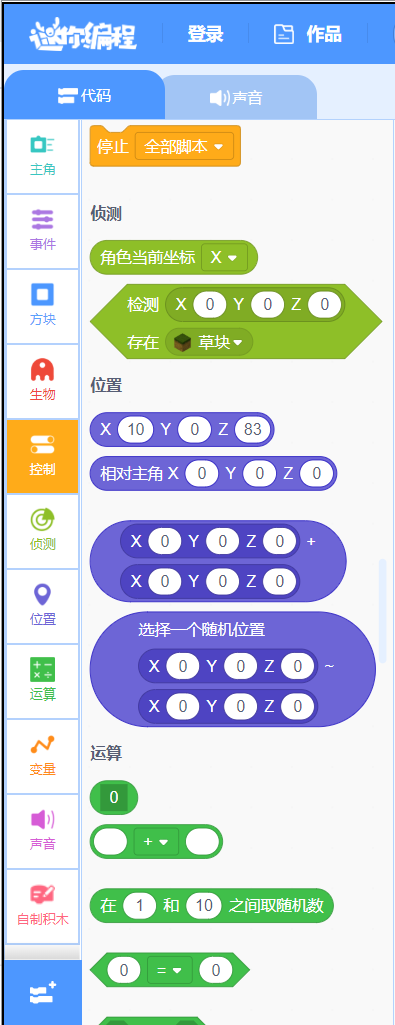 迷你编程 登录 作品
代码 声音
主角
事件
方块
生物
控制
侦测
位置
运算
变量
声音
自制积木
停止 全部脚本
侦测
角色当前坐标 X
检测 X 0 Y 0 Z 0
存在 草块
位置
X 10 Y 0 Z 83
相对主角 X 0 Y 0 Z 0
X 0 Y 0 Z 0 +
X 0 Y 0 Z 0
选择一个随机位置
X 0 Y 0 Z 0 ~
X 0 Y 0 Z 0
运算
0
+
在 1 和 10 之间取随机数
0 = 0